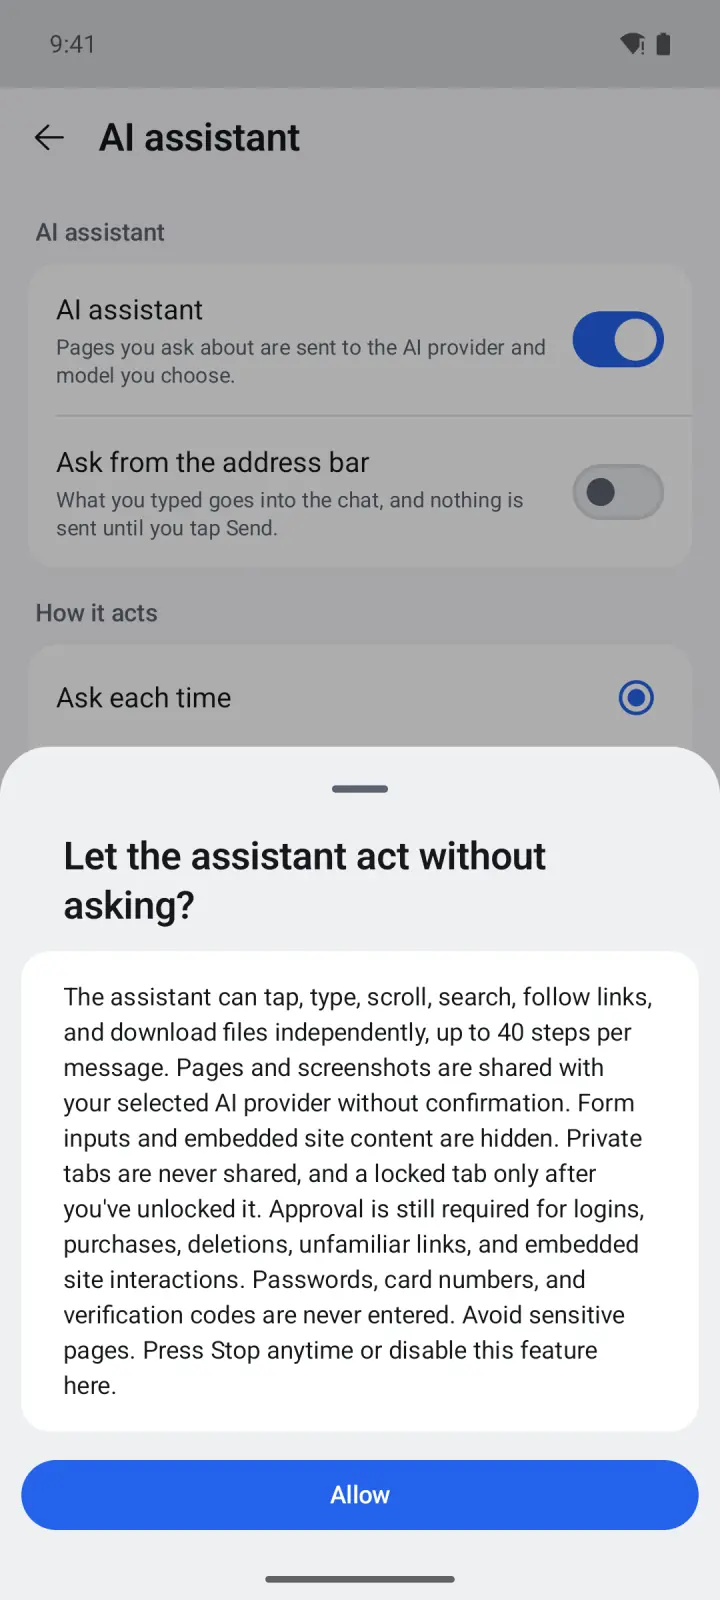 9:41
AI assistant
AI assistant
AI assistant
Pages you ask about are sent to the AI provider and
model you choose.
Ask from the address bar
What you typed goes into the chat, and nothing is
sent until you tap Send.
How it acts
Ask each time
Let the assistant act without
asking?
The assistant can tap, type, scroll, search, follow links,
and download files independently, up to 40 steps per
message. Pages and screenshots are shared with
your selected AI provider without confirmation. Form
inputs and embedded site content are hidden. Private
tabs are never shared, and a locked tab only after
you've unlocked it. Approval is still required for logins,
purchases, deletions, unfamiliar links, and embedded
site interactions. Passwords, card numbers, and
verification codes are never entered. Avoid sensitive
pages. Press Stop anytime or disable this feature
here.
Allow